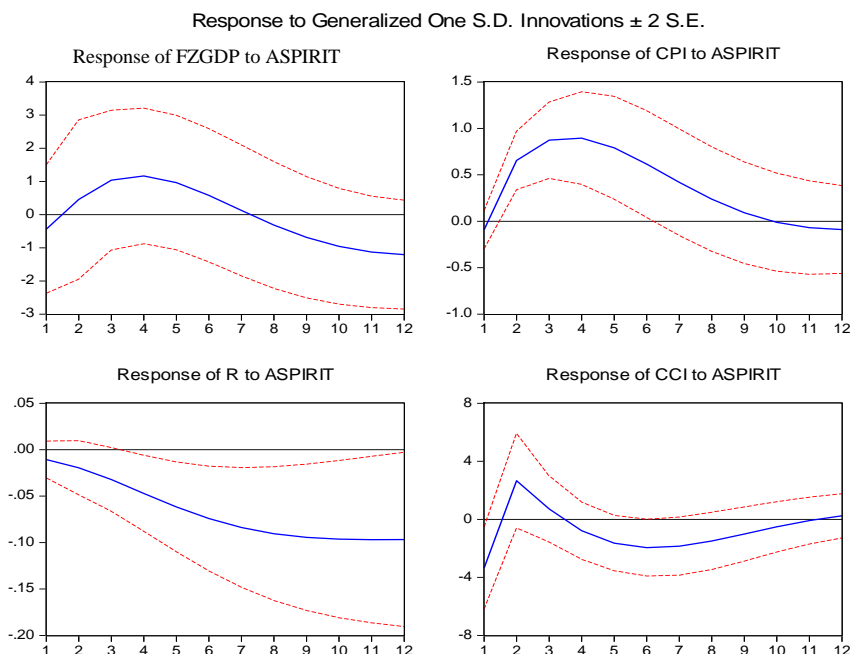 Response to Generalized One S.D. Innovations ± 2 S.E.
Response of FZGDP to ASPIRIT
4
3
2
1
0
-1
-2
-3
1 2 3 4 5 6 7 8 9 10 11 12
Response of CPI to ASPIRIT
1.5
1.0
0.5
0.0
-0.5
-1.0
1 2 3 4 5 6 7 8 9 10 11 12
Response of R to ASPIRIT
.05
.00
-.05
-.10
-.15
-.20
1 2 3 4 5 6 7 8 9 10 11 12
Response of CCI to ASPIRIT
8
4
0
-4
-8
1 2 3 4 5 6 7 8 9 10 11 12